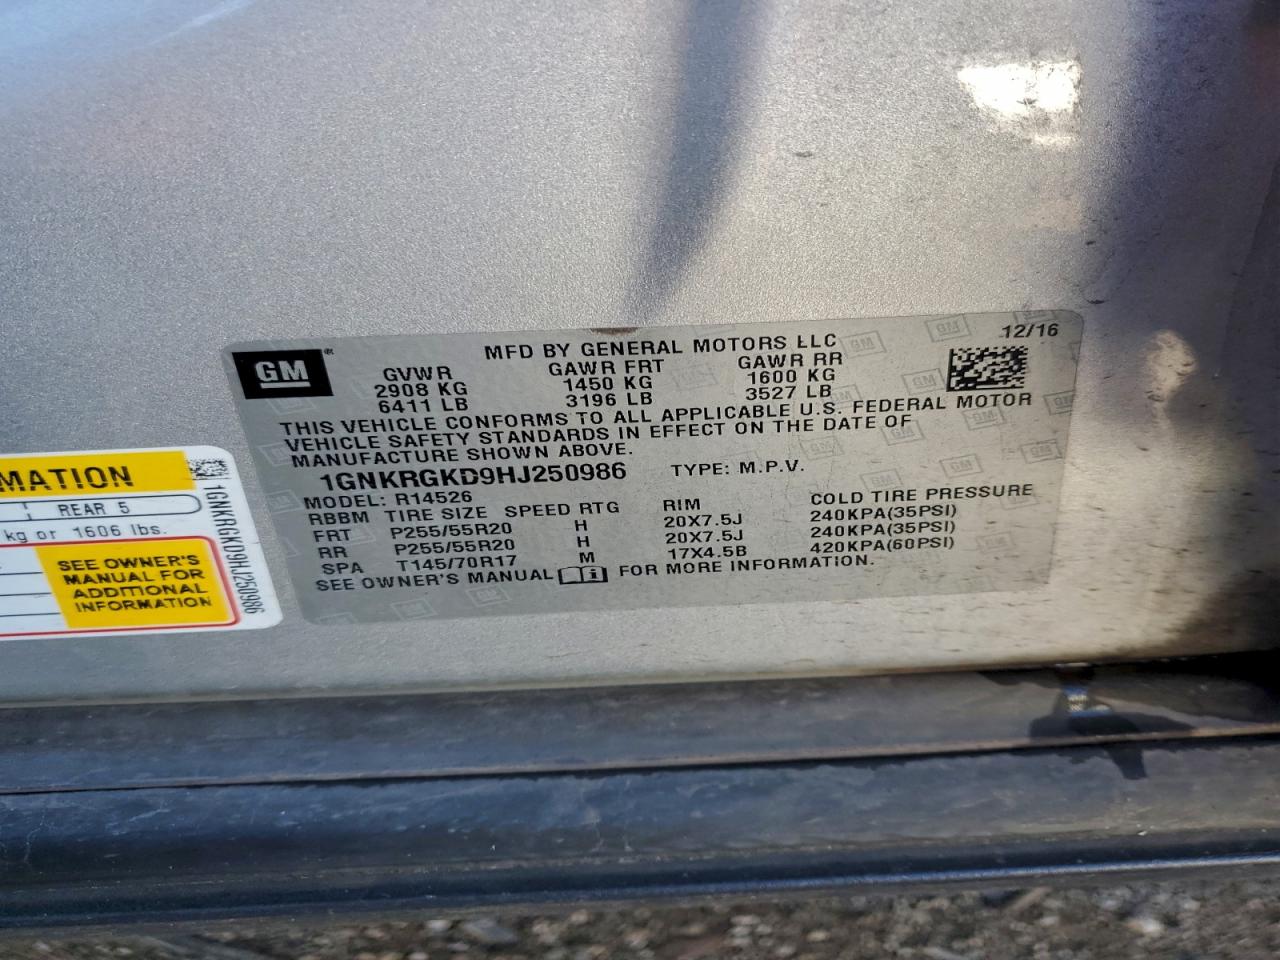 GM
MFD BY GENERAL MOTORS LLC
12/16
GVWR GAWR FRT GAWR RR
2908 KG 1450 KG 1600 KG
6411 LB 3196 LB 3527 LB
THIS VEHICLE CONFORMS TO ALL APPLICABLE U.S. FEDERAL MOTOR
VEHICLE SAFETY STANDARDS IN EFFECT ON THE DATE OF
MANUFACTURE SHOWN ABOVE.
1GNKRGKD9HJ250986 TYPE: M.P.V.
MODEL: R14526
RBBM TIRE SIZE SPEED RTG RIM COLD TIRE PRESSURE
FRT P255/55R20 H 20X7.5J 240KPA(35PSI)
RR P255/55R20 H 20X7.5J 240KPA(35PSI)
SPA T145/70R17 M 17X4.5B 420KPA(60PSI)
SEE OWNER'S MANUAL FOR MORE INFORMATION.
MATION
REAR 5
kg or 1606 lbs.
SEE OWNER'S
MANUAL FOR
ADDITIONAL
INFORMATION
1GNKRGKD9HJ250986